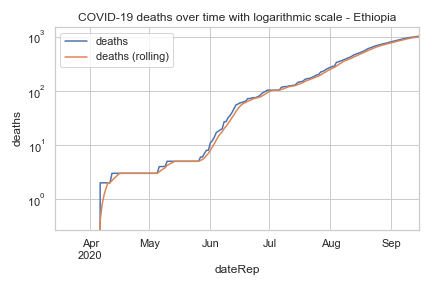 COVID-19 deaths over time with logarithmic scale - Ethiopia
deaths
deaths (rolling)
10³
10²
10¹
10⁰
deaths
Apr May Jun Jul Aug Sep
2020
dateRep